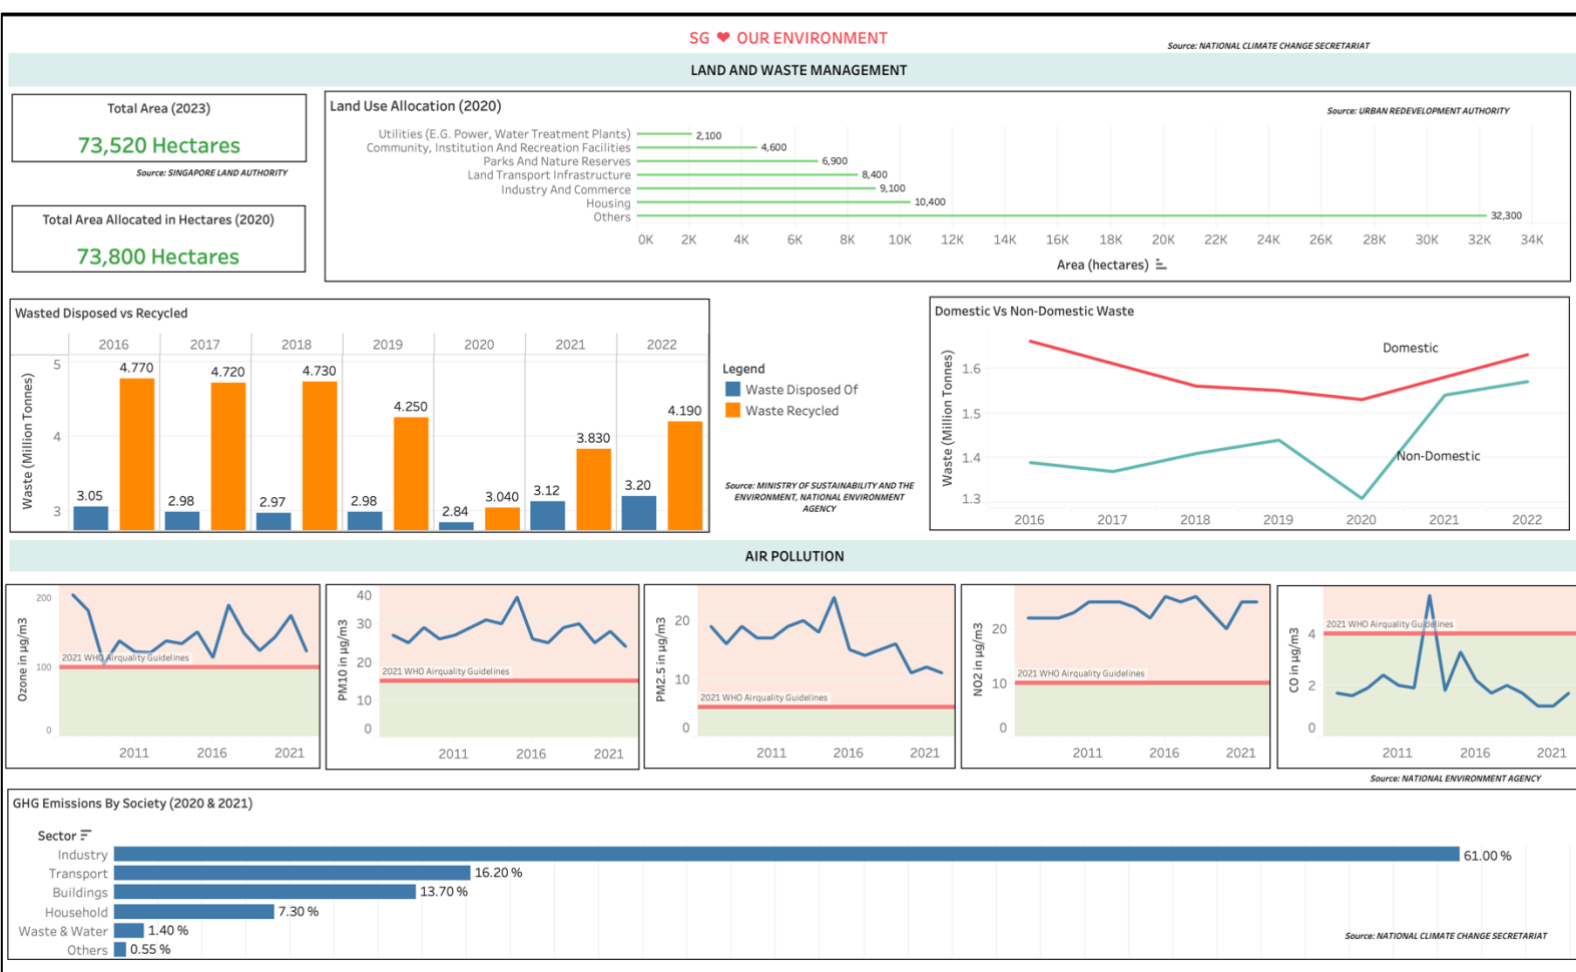 SG ❤ OUR ENVIRONMENT
Source: NATIONAL CLIMATE CHANGE SECRETARIAT
LAND AND WASTE MANAGEMENT
Total Area (2023)
73,520 Hectares
Source: SINGAPORE LAND AUTHORITY
Total Area Allocated in Hectares (2020)
73,800 Hectares
Land Use Allocation (2020)
Source: URBAN REDEVELOPMENT AUTHORITY
Utilities (E.G. Power, Water Treatment Plants) 2,100
Community, Institution And Recreation Facilities 4,600
Parks And Nature Reserves 6,900
Land Transport Infrastructure 8,400
Industry And Commerce 9,100
Housing 10,400
Others 32,300
0K 2K 4K 6K 8K 10K 12K 14K 16K 18K 20K 22K 24K 26K 28K 30K 32K 34K
Area (hectares)
Wasted Disposed vs Recycled
2016 2017 2018 2019 2020 2021 2022
Waste (Million Tonnes)
5
4
3
3.05 4.770 2.98 4.720 2.97 4.730 2.98 4.250 2.84 3.040 3.12 3.830 3.20 4.190
Legend
Waste Disposed Of
Waste Recycled
Source: MINISTRY OF SUSTAINABILITY AND THE
ENVIRONMENT, NATIONAL ENVIRONMENT
AGENCY
Domestic Vs Non-Domestic Waste
Waste (Million Tonnes)
1.6
1.5
1.4
1.3
Domestic
Non-Domestic
2016 2017 2018 2019 2020 2021 2022
AIR POLLUTION
Ozone in µg/m3
200
100
0
2021 WHO Airquality Guidelines
2011 2016 2021
PM10 in µg/m3
40
30
20
10
0
2021 WHO Airquality Guidelines
2011 2016 2021
PM2.5 in µg/m3
20
10
0
2021 WHO Airquality Guidelines
2011 2016 2021
NO2 in µg/m3
20
10
0
2021 WHO Airquality Guidelines
2011 2016 2021
CO in µg/m3
4
2
0
2021 WHO Airquality Guidelines
2011 2016 2021
Source: NATIONAL ENVIRONMENT AGENCY
GHG Emissions By Society (2020 & 2021)
Sector
Industry 61.00 %
Transport 16.20 %
Buildings 13.70 %
Household 7.30 %
Waste & Water 1.40 %
Others 0.55 %
Source: NATIONAL CLIMATE CHANGE SECRETARIAT